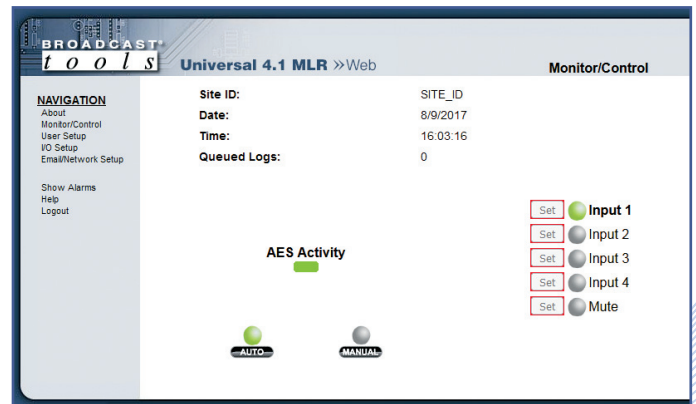 BROADCAST
tools
Universal 4.1 MLR »Web
Monitor/Control
NAVIGATION
About
Monitor/Control
User Setup
I/O Setup
Email/Network Setup
Show Alarms
Help
Logout
Site ID: SITE_ID
Date: 8/9/2017
Time: 16:03:16
Queued Logs: 0
AES Activity
AUTO MANUAL
Set Input 1
Set Input 2
Set Input 3
Set Input 4
Set Mute